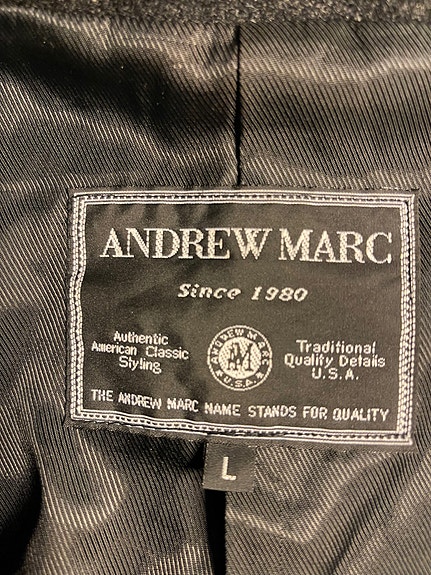 ANDREW MARC
Since 1980
Authentic
American Classic
Styling
ANDREW MARC
AM
U.S.A.
Traditional
Quality Details
U.S.A.
THE ANDREW MARC NAME STANDS FOR QUALITY
L